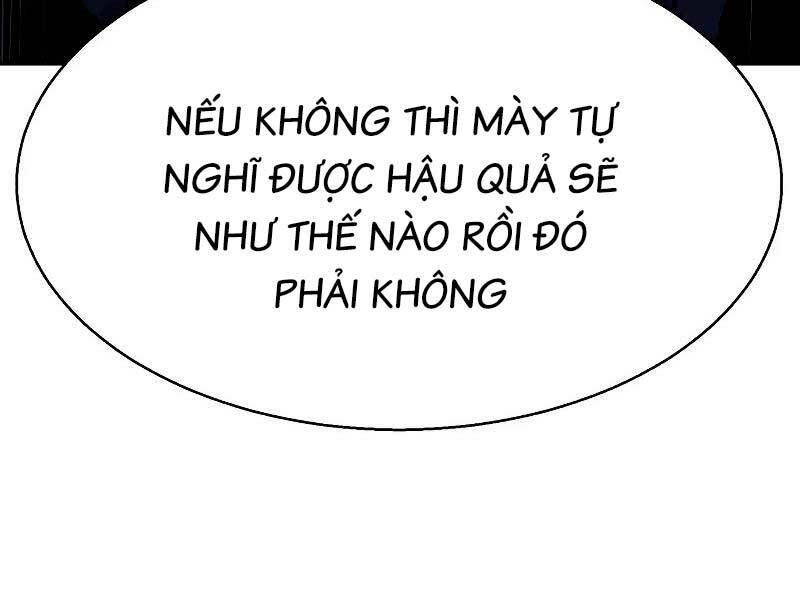 NẾU KHÔNG THÌ MÀY TỰ
NGHĨ ĐƯỢC HẬU QUẢ SẼ
NHƯ THẾ NÀO RỒI ĐÓ
PHẢI KHÔNG